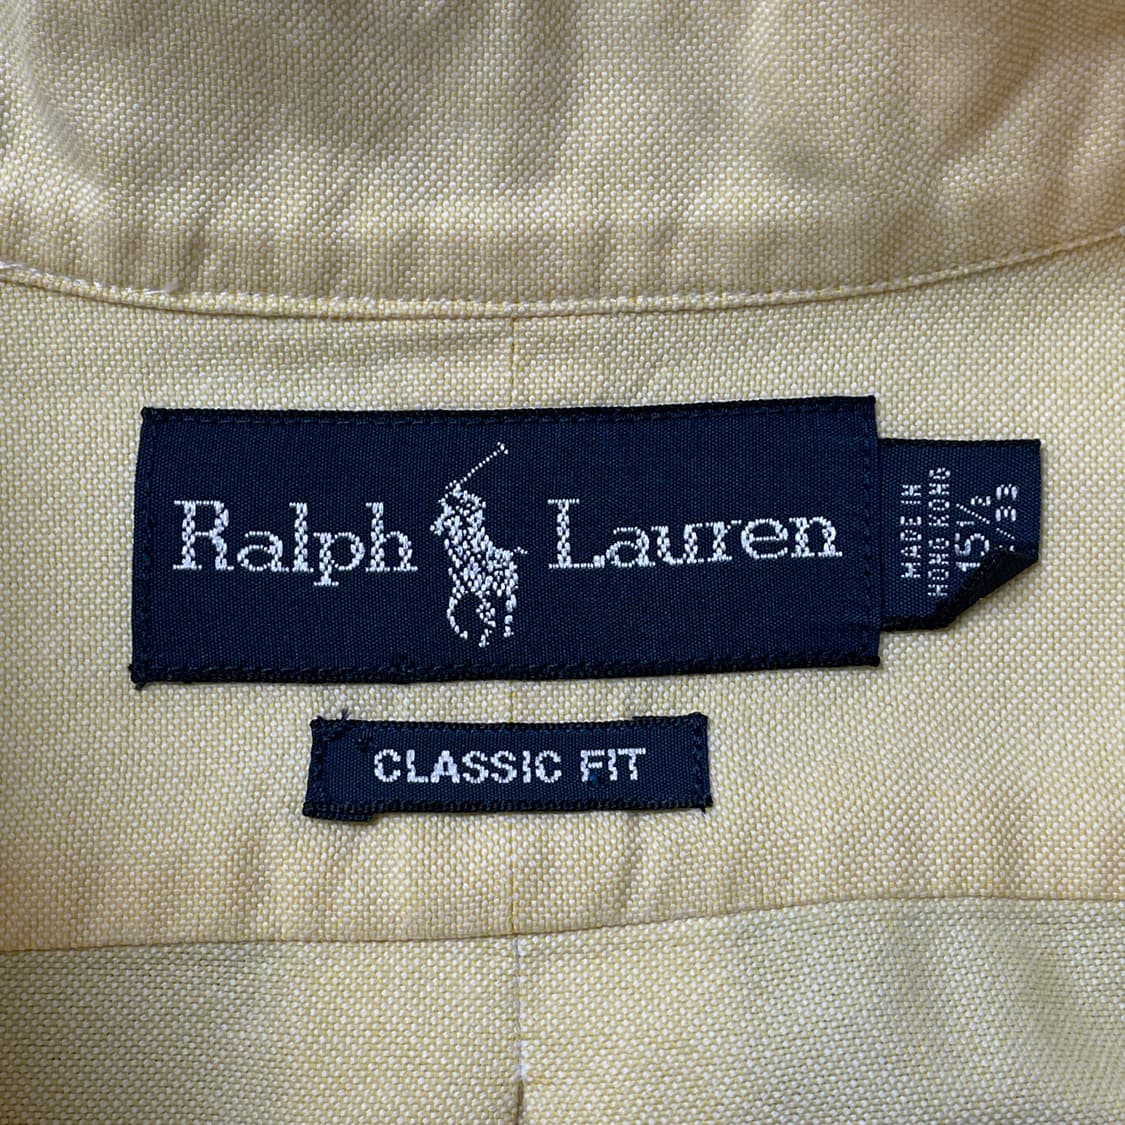 Ralph Lauren
MADE IN
HONG KONG
15 1/2
/33
CLASSIC FIT